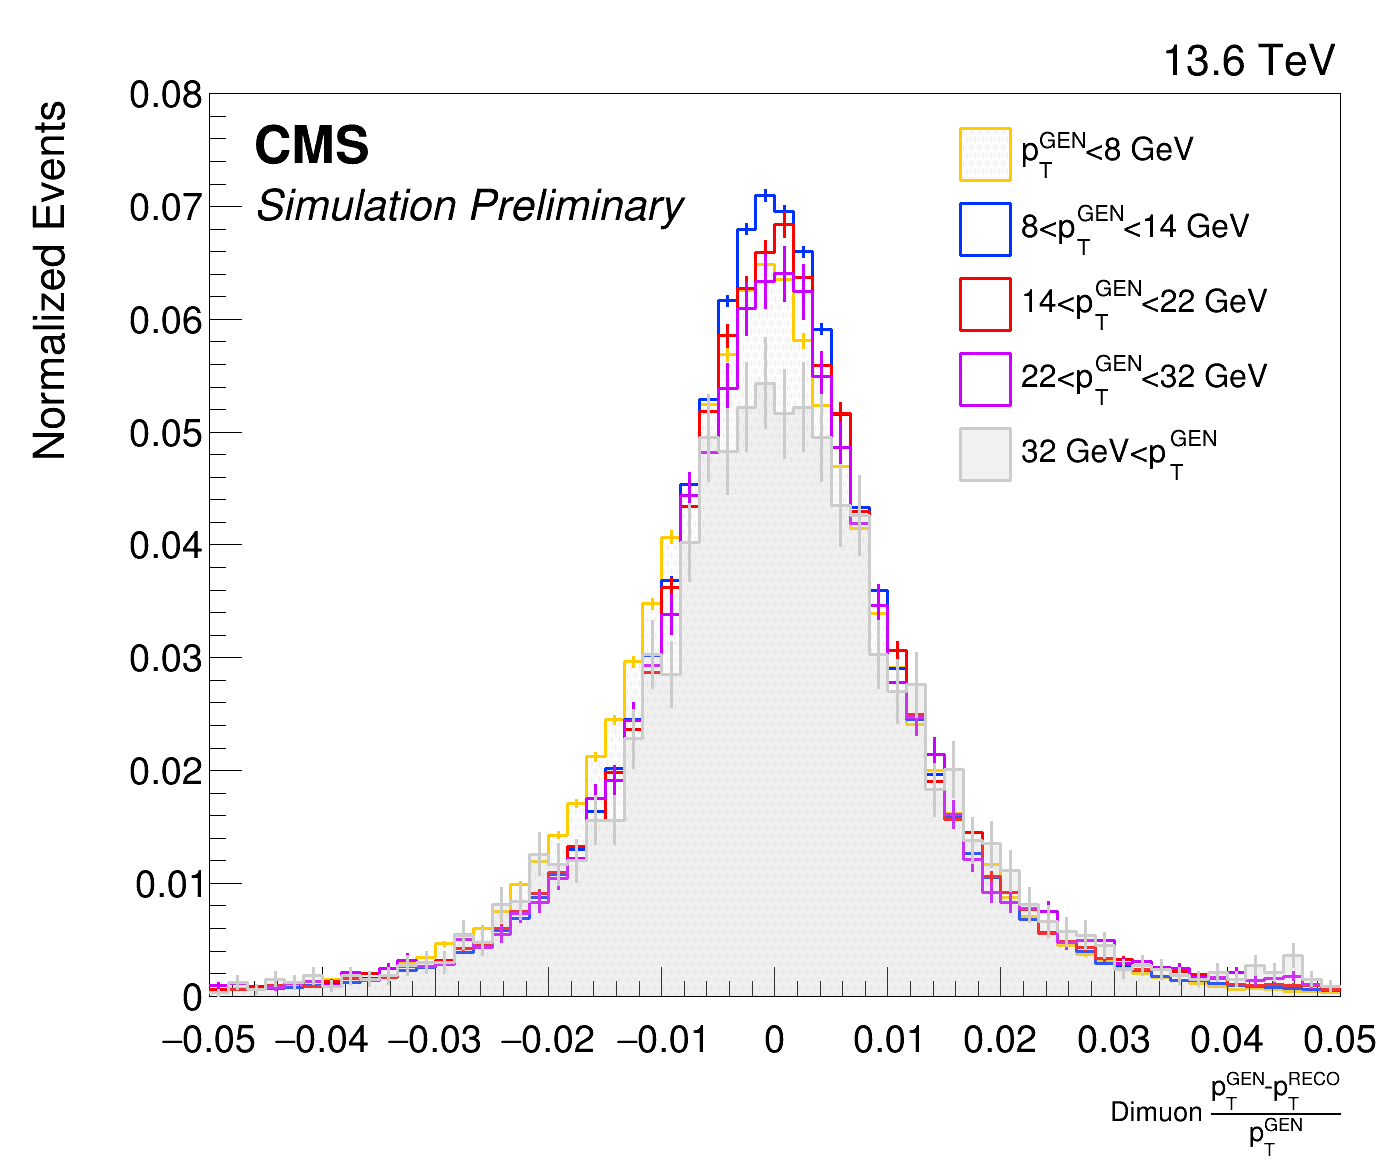 13.6 TeV
CMS
Simulation Preliminary
Normalized Events
0.08
0.07
0.06
0.05
0.04
0.03
0.02
0.01
0
p_T^GEN<8 GeV
8<p_T^GEN<14 GeV
14<p_T^GEN<22 GeV
22<p_T^GEN<32 GeV
32 GeV<p_T^GEN
−0.05 −0.04 −0.03 −0.02 −0.01 0 0.01 0.02 0.03 0.04 0.05
Dimuon p_T^GEN-p_T^RECO
p_T^GEN